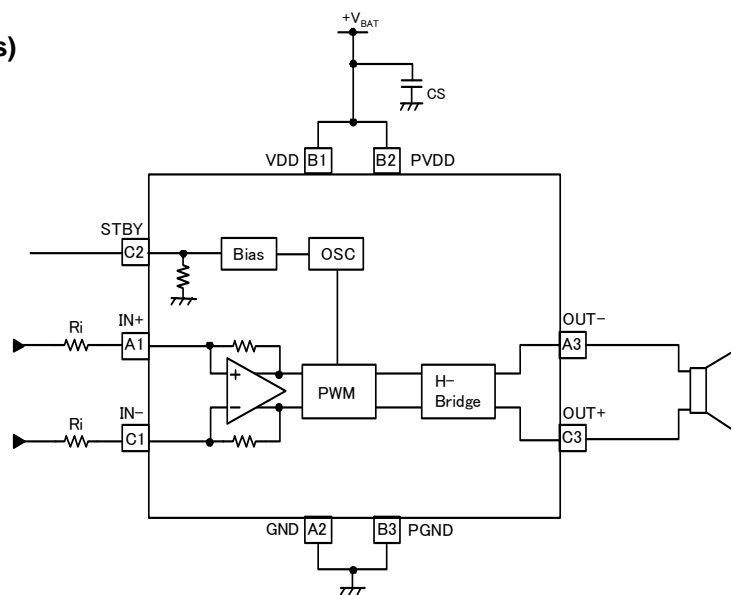 +VBAT
s)
CS
VDD B1 B2 PVDD
STBY
C2
Bias
OSC
Ri
IN+
A1
OUT-
A3
+
PWM
H-
Bridge
Ri
IN-
C1
−
OUT+
C3
GND A2 B3 PGND